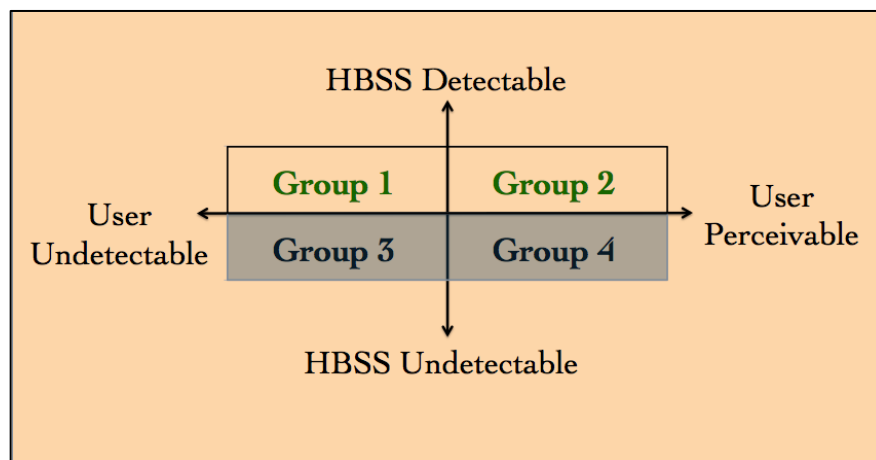 HBSS Detectable
Group 1
Group 2
User
Undetectable
User
Perceivable
Group 3
Group 4
HBSS Undetectable